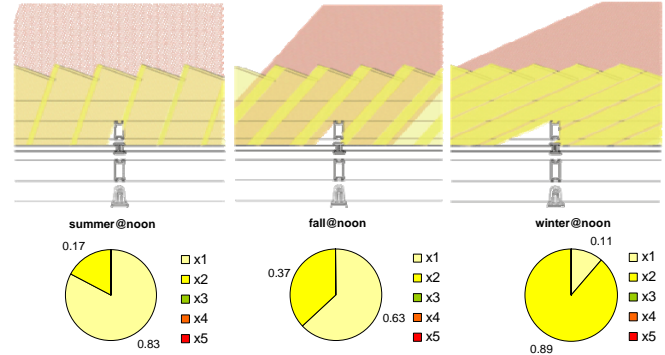 summer@noon
0.17
0.83
x1
x2
x3
x4
x5
fall@noon
0.37
0.63
x1
x2
x3
x4
x5
winter@noon
0.11
0.89
x1
x2
x3
x4
x5